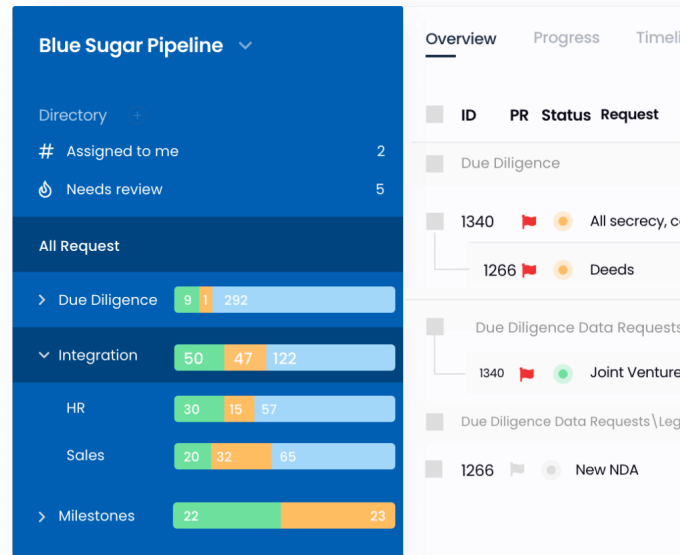 Blue Sugar Pipeline
Directory +
# Assigned to me 2
Needs review 5
All Request
Due Diligence 9 1 292
Integration 50 47 122
HR 30 15 57
Sales 20 32 65
Milestones 22 23
Overview Progress Timeli
ID PR Status Request
Due Diligence
1340 All secrecy, c
1266 Deeds
Due Diligence Data Requests
1340 Joint Venture
Due Diligence Data Requests\Leg
1266 New NDA